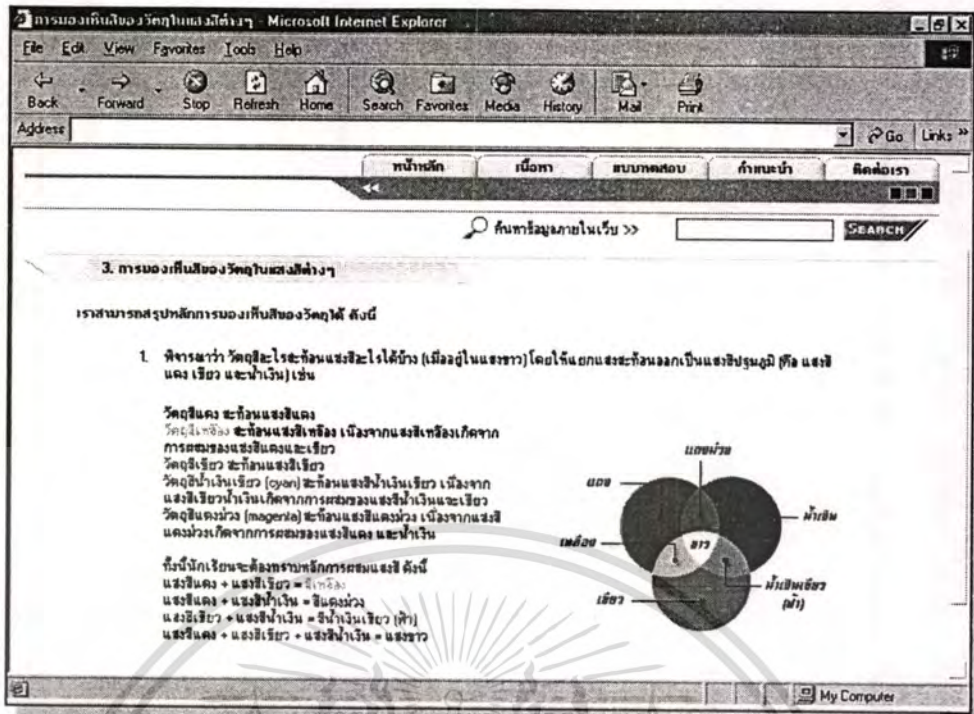 การมองเห็นสีของวัตถุในแสงสีต่างๆ - Microsoft Internet Explorer
File Edit View Favorites Tools Help
Back Forward Stop Refresh Home Search Favorites Media History Mail Print
Address Go Links »
หน้าหลัก เนื้อหา แบบทดสอบ คำแนะนำ ติดต่อเรา
ค้นหาข้อมูลภายในเว็บ >> SEARCH
3. การมองเห็นสีของวัตถุในแสงสีต่างๆ
เราสามารถสรุปหลักการมองเห็นสีของวัตถุได้ ดังนี้
1. พิจารณาว่า วัตถุสีอะไรสะท้อนแสงสีอะไรได้บ้าง (เมื่ออยู่ในแสงขาว) โดยให้แยกแสงสะท้อนออกเป็นแสงสีปฐมภูมิ (คือ แสงสี
แดง เขียว และน้ำเงิน) เช่น
วัตถุสีแดง สะท้อนแสงสีแดง
วัตถุสีเหลือง สะท้อนแสงสีเหลือง เนื่องจากแสงสีเหลืองเกิดจาก
การผสมของแสงสีแดงและเขียว
วัตถุสีเขียว สะท้อนแสงสีเขียว
วัตถุสีน้ำเงินเขียว (cyan) สะท้อนแสงสีน้ำเงินเขียว เนื่องจาก
แสงสีเขียวน้ำเงินเกิดจากการผสมของแสงสีน้ำเงินและเขียว
วัตถุสีแดงม่วง (magenta) สะท้อนแสงสีแดงม่วง เนื่องจากแสงสี
แดงม่วงเกิดจากการผสมของแสงสีแดง และน้ำเงิน
ทั้งนี้นักเรียนจะต้องทราบหลักการผสมแสงสี ดังนี้
แสงสีแดง + แสงสีเขียว = สีเหลือง
แสงสีแดง + แสงสีน้ำเงิน = สีแดงม่วง
แสงสีเขียว + แสงสีน้ำเงิน = สีน้ำเงินเขียว (ฟ้า)
แสงสีแดง + แสงสีเขียว + แสงสีน้ำเงิน = แสงขาว
แดงม่วง
แดง
น้ำเงิน
เหลือง
ขาว
น้ำเงินเขียว
(ฟ้า)
เขียว
My Computer